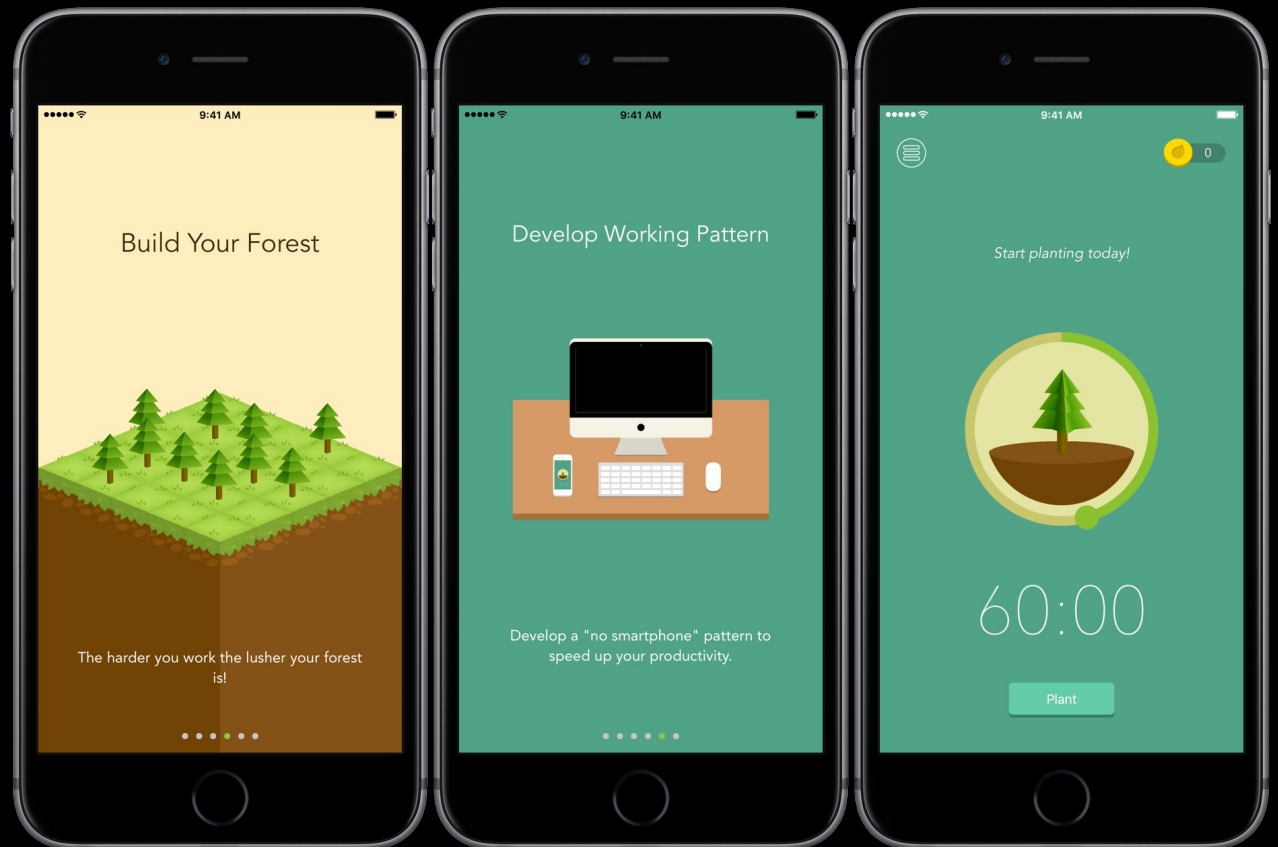 9:41 AM
Build Your Forest
The harder you work the lusher your forest
is!
9:41 AM
Develop Working Pattern
Develop a "no smartphone" pattern to
speed up your productivity.
9:41 AM
0
Start planting today!
60:00
Plant